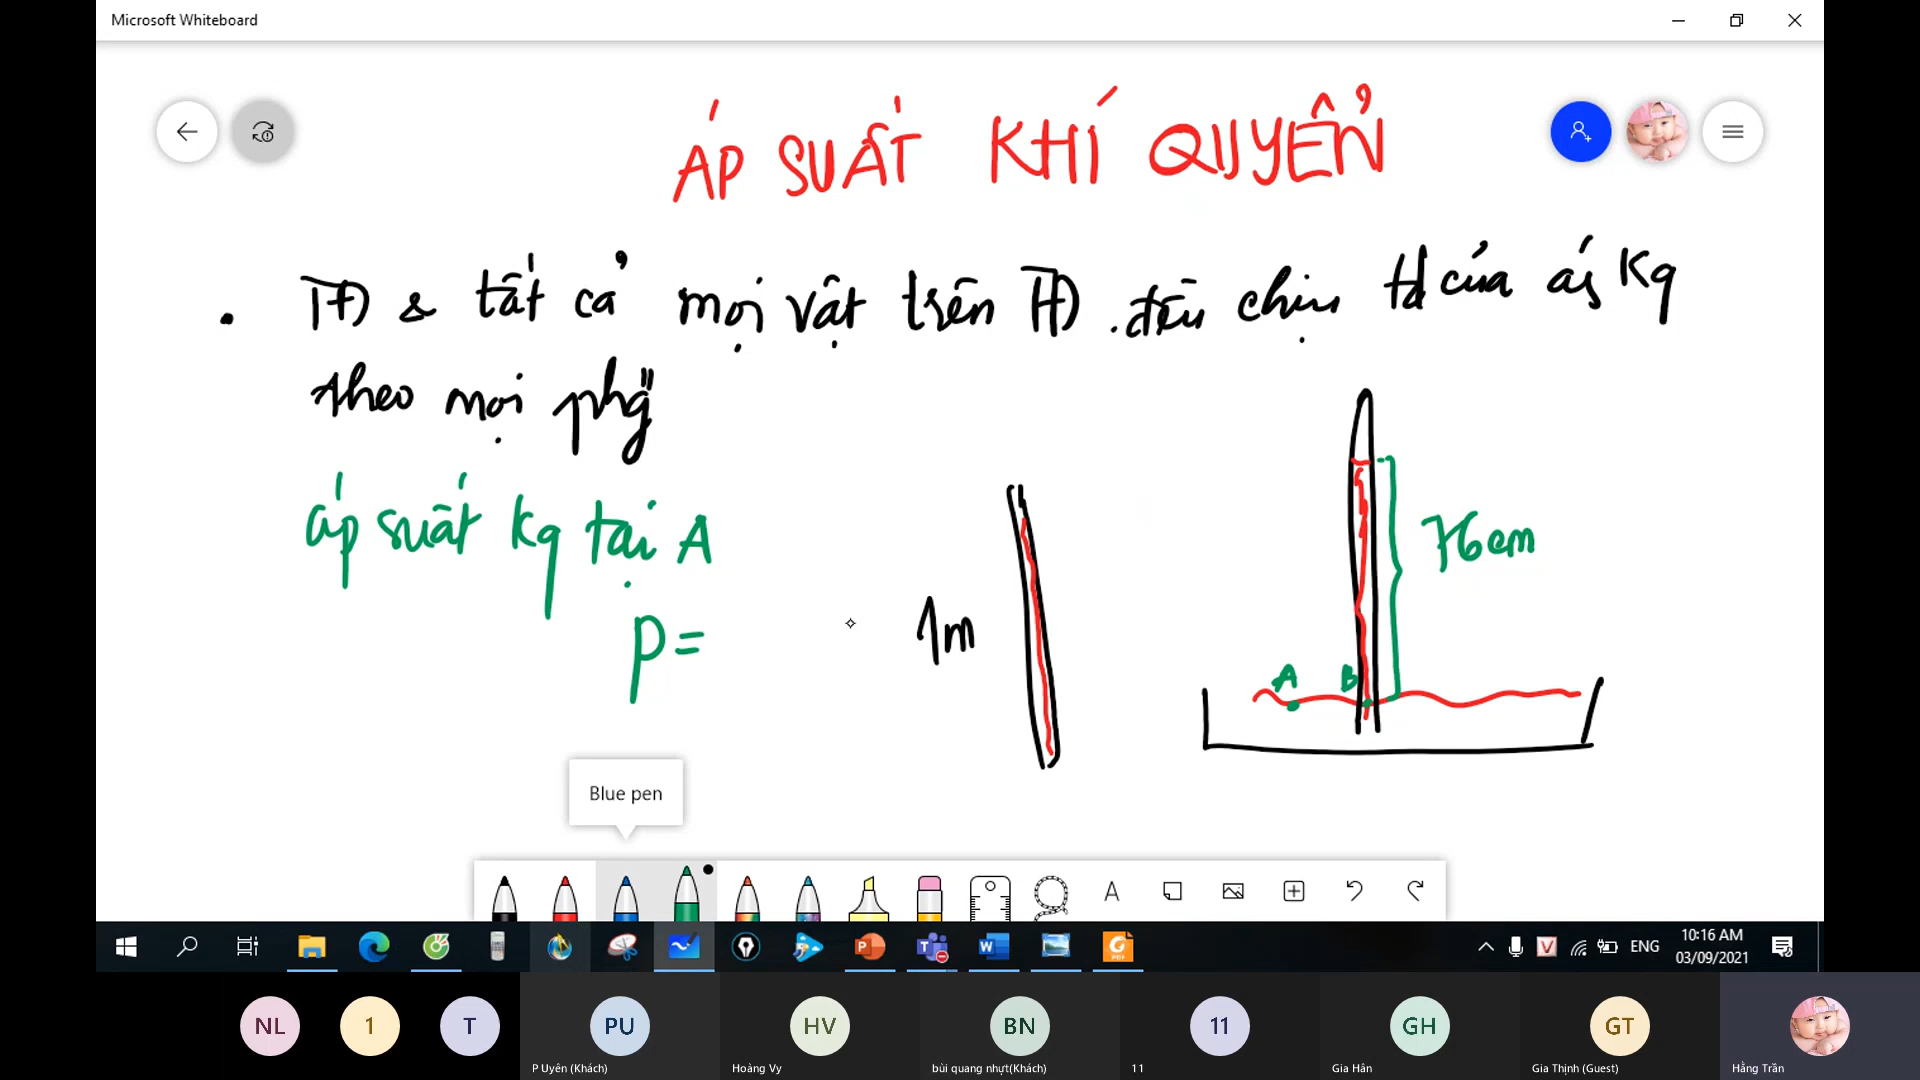 Microsoft Whiteboard
ÁP SUẤT KHÍ QUYỂN
. TĐ & tất cả mọi vật trên TĐ đều chịu td của ás Kq
theo mọi phg
áp suất Kq tại A
p =
1m
76cm
A
B
Blue pen
A
ENG
10:16 AM
03/09/2021
NL
1
T
PU
HV
BN
11
GH
GT
P Uyên (Khách)
Hoàng Vy
bùi quang nhựt(Khách)
11
Gia Hân
Gia Thịnh (Guest)
Hằng Trần